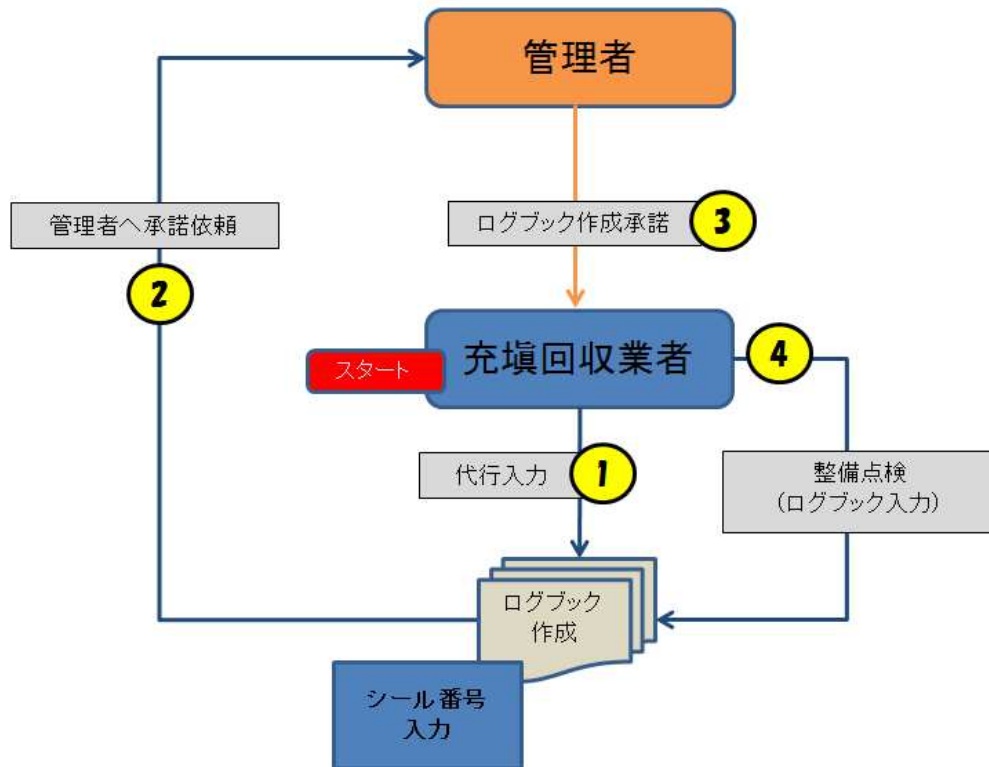 管理者
管理者へ承諾依頼
2
ログブック作成承諾
3
スタート
充塡回収業者
4
代行入力
1
整備点検
(ログブック入力)
ログブック
作成
シール番号
入力